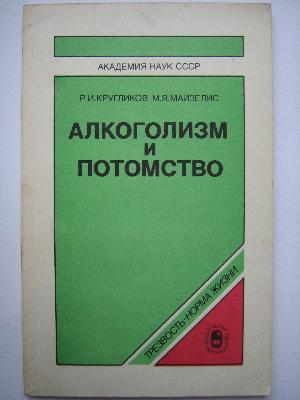 АКАДЕМИЯ НАУК СССР
Р.И.КРУГЛИКОВ М.Я.МАЙЗЕЛИС
АЛКОГОЛИЗМ
И
ПОТОМСТВО
ТРЕЗВОСТЬ-НОРМА ЖИЗНИ